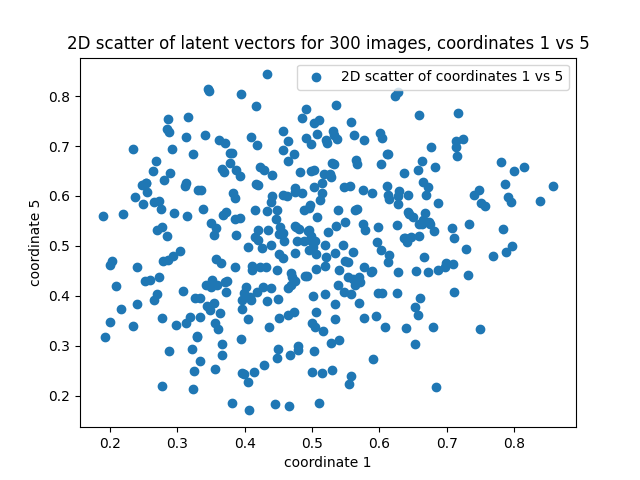 2D scatter of latent vectors for 300 images, coordinates 1 vs 5
2D scatter of coordinates 1 vs 5
0.8
0.7
0.6
0.5
0.4
0.3
0.2
coordinate 5
0.2 0.3 0.4 0.5 0.6 0.7 0.8
coordinate 1